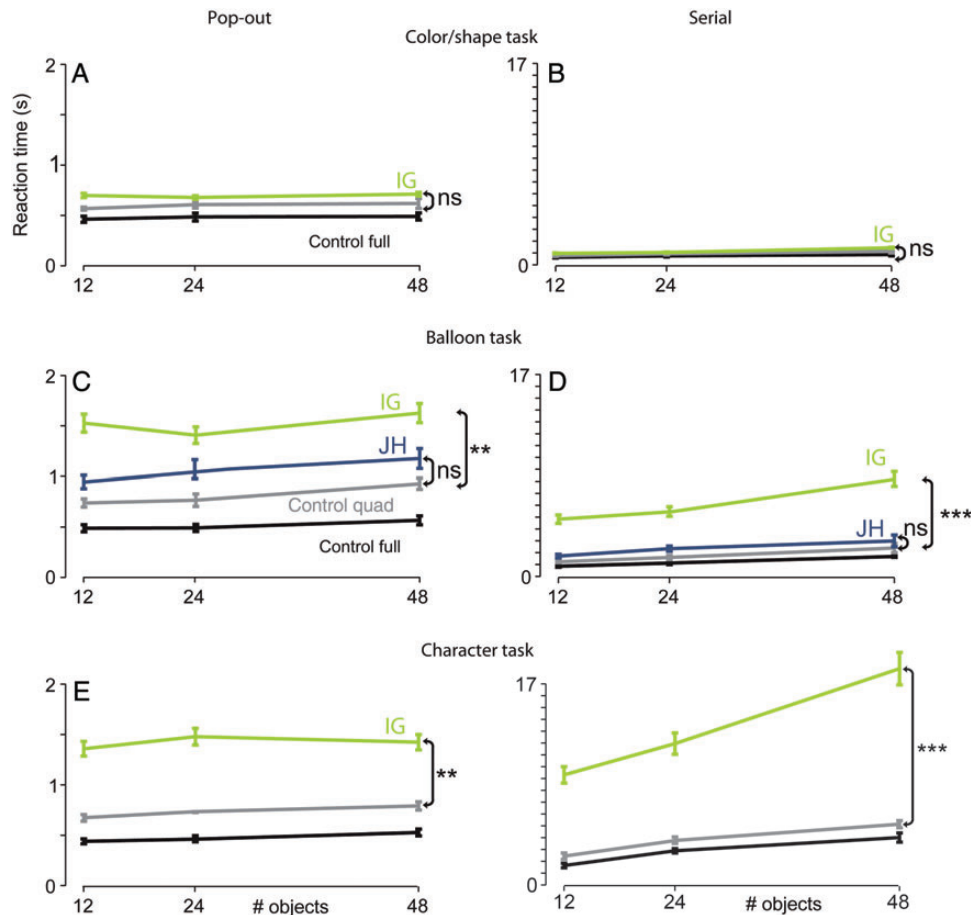 Pop-out Serial
Color/shape task
A B
Reaction time (s)
2 17
1
IG IG
ns ns
Control full
0 0
12 24 48 12 24 48
Balloon task
C D
2 17
IG IG
JH ** JH ns ***
1 ns
Control quad
Control full
0 0
12 24 48 12 24 48
Character task
E
2 17
IG
** ***
1
0 0
12 24 # objects 48 12 24 # objects 48